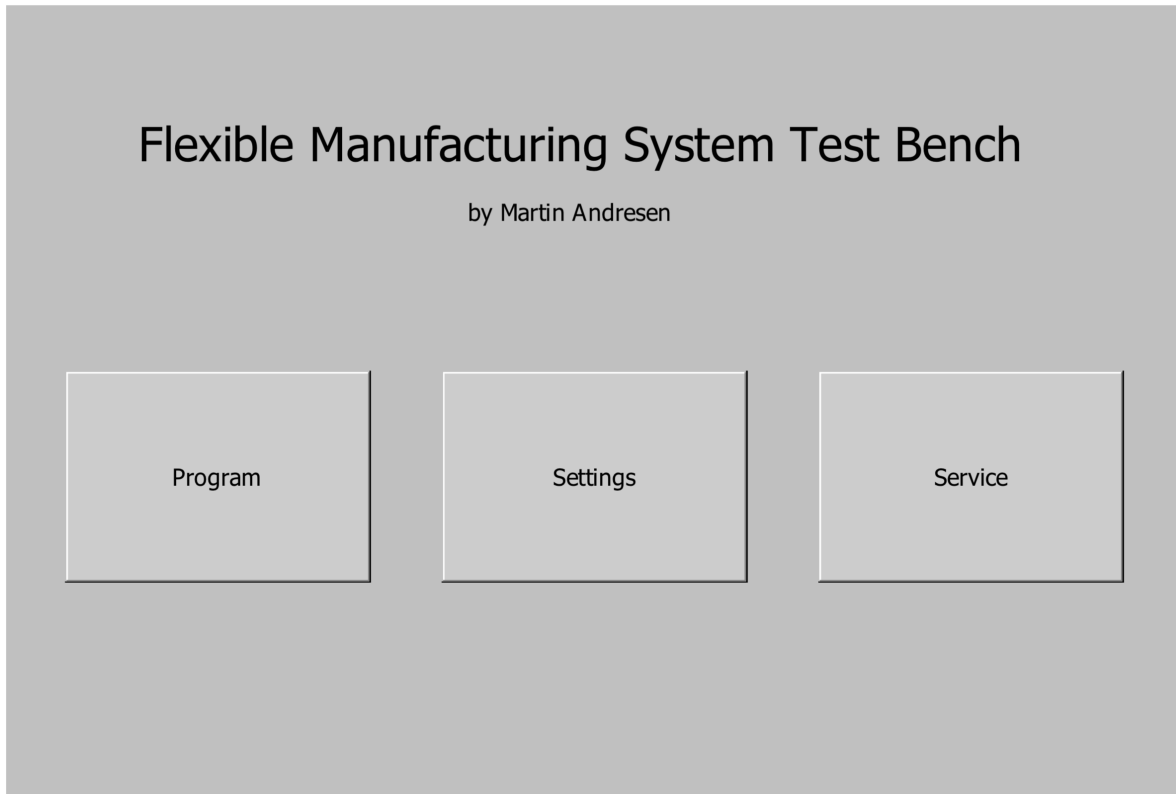 Flexible Manufacturing System Test Bench
by Martin Andresen
Program
Settings
Service